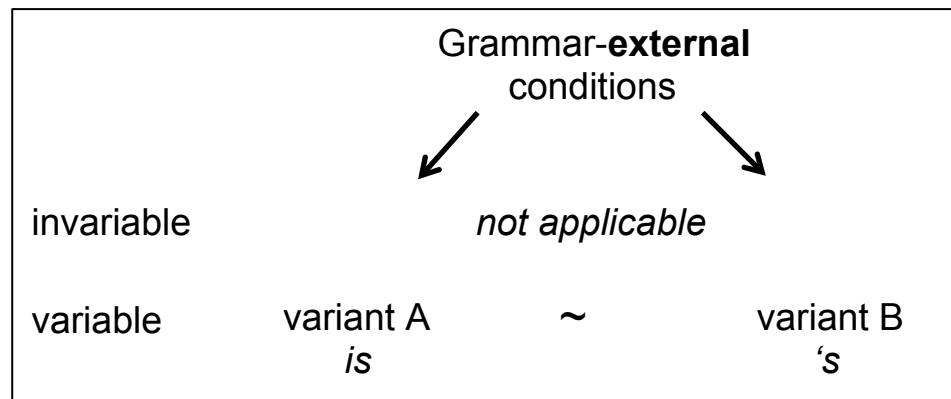 Grammar-external
conditions
invariable not applicable
variable variant A ~ variant B
is ‘s